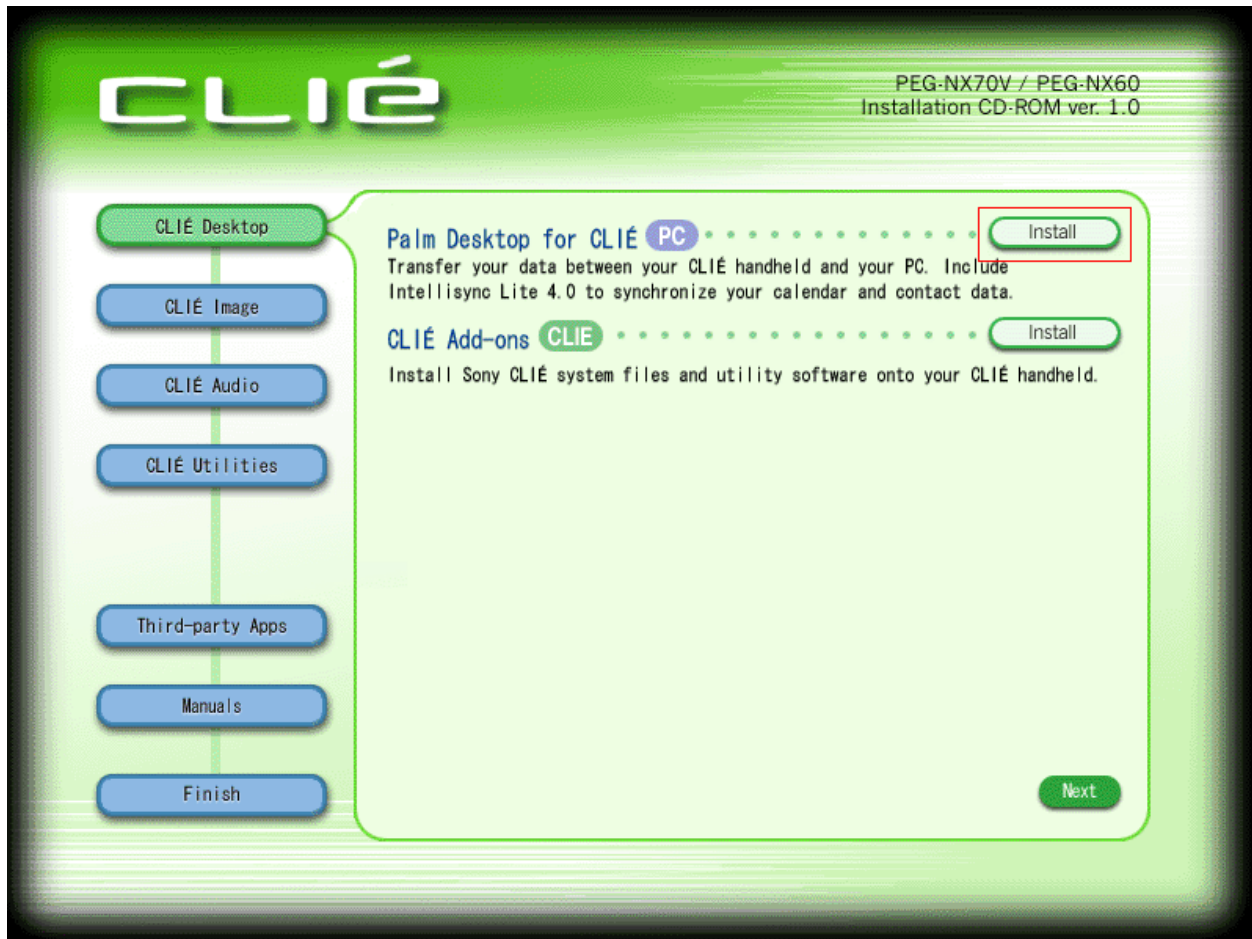 CLIÉ
PEG-NX70V / PEG-NX60
Installation CD-ROM ver. 1.0
CLIÉ Desktop
CLIÉ Image
CLIÉ Audio
CLIÉ Utilities
Third-party Apps
Manuals
Finish
Palm Desktop for CLIÉ PC Install
Transfer your data between your CLIÉ handheld and your PC. Include
Intellisync Lite 4.0 to synchronize your calendar and contact data.
CLIÉ Add-ons CLIE Install
Install Sony CLIÉ system files and utility software onto your CLIÉ handheld.
Next